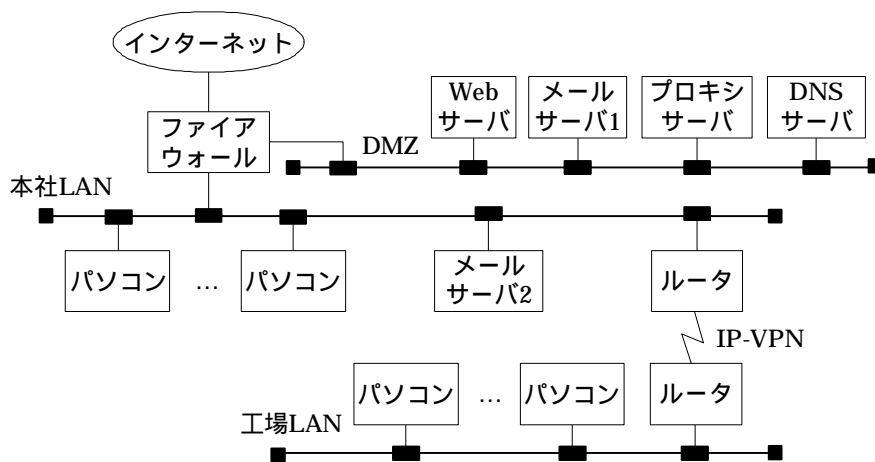 インターネット
ファイア
ウォール
DMZ
Web
サーバ
メール
サーバ1
プロキシ
サーバ
DNS
サーバ
本社LAN
パソコン
…
パソコン
メール
サーバ2
ルータ
IP-VPN
パソコン
…
パソコン
ルータ
工場LAN